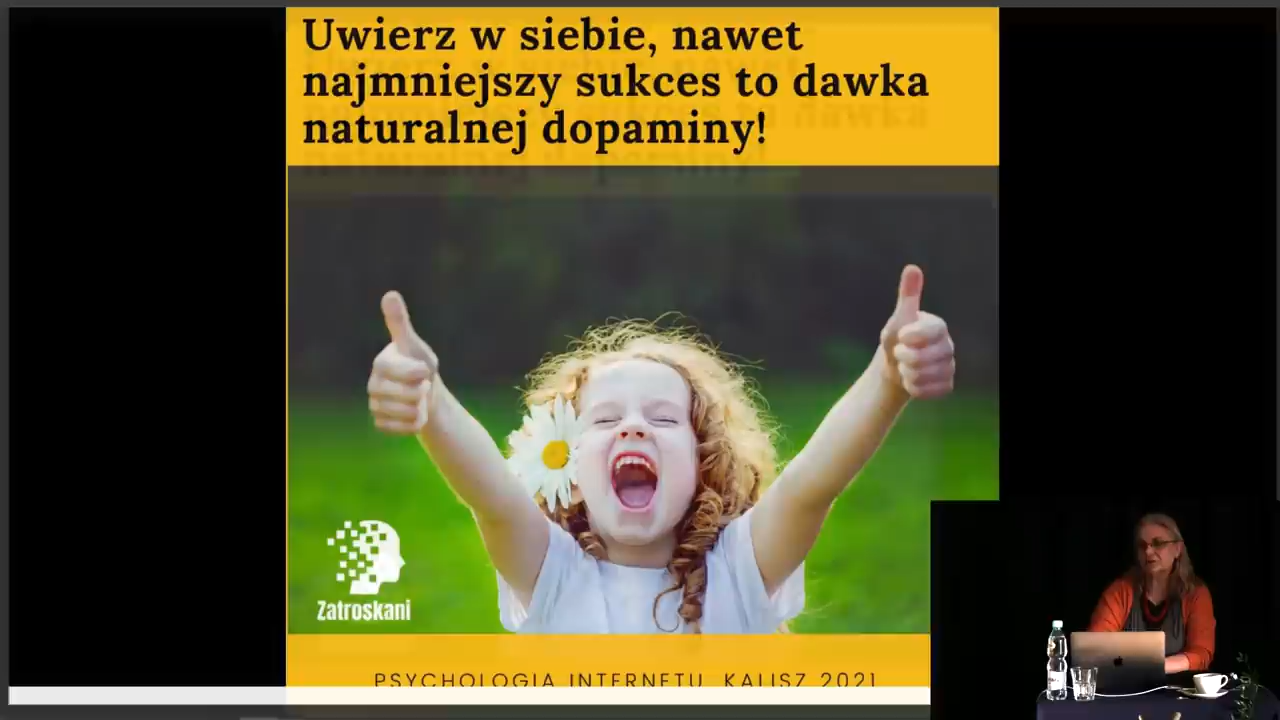 Uwierz w siebie, nawet
najmniejszy sukces to dawka
naturalnej dopaminy!
Zatroskani
PSYCHOLOGIA INTERNETU, KALISZ 2021